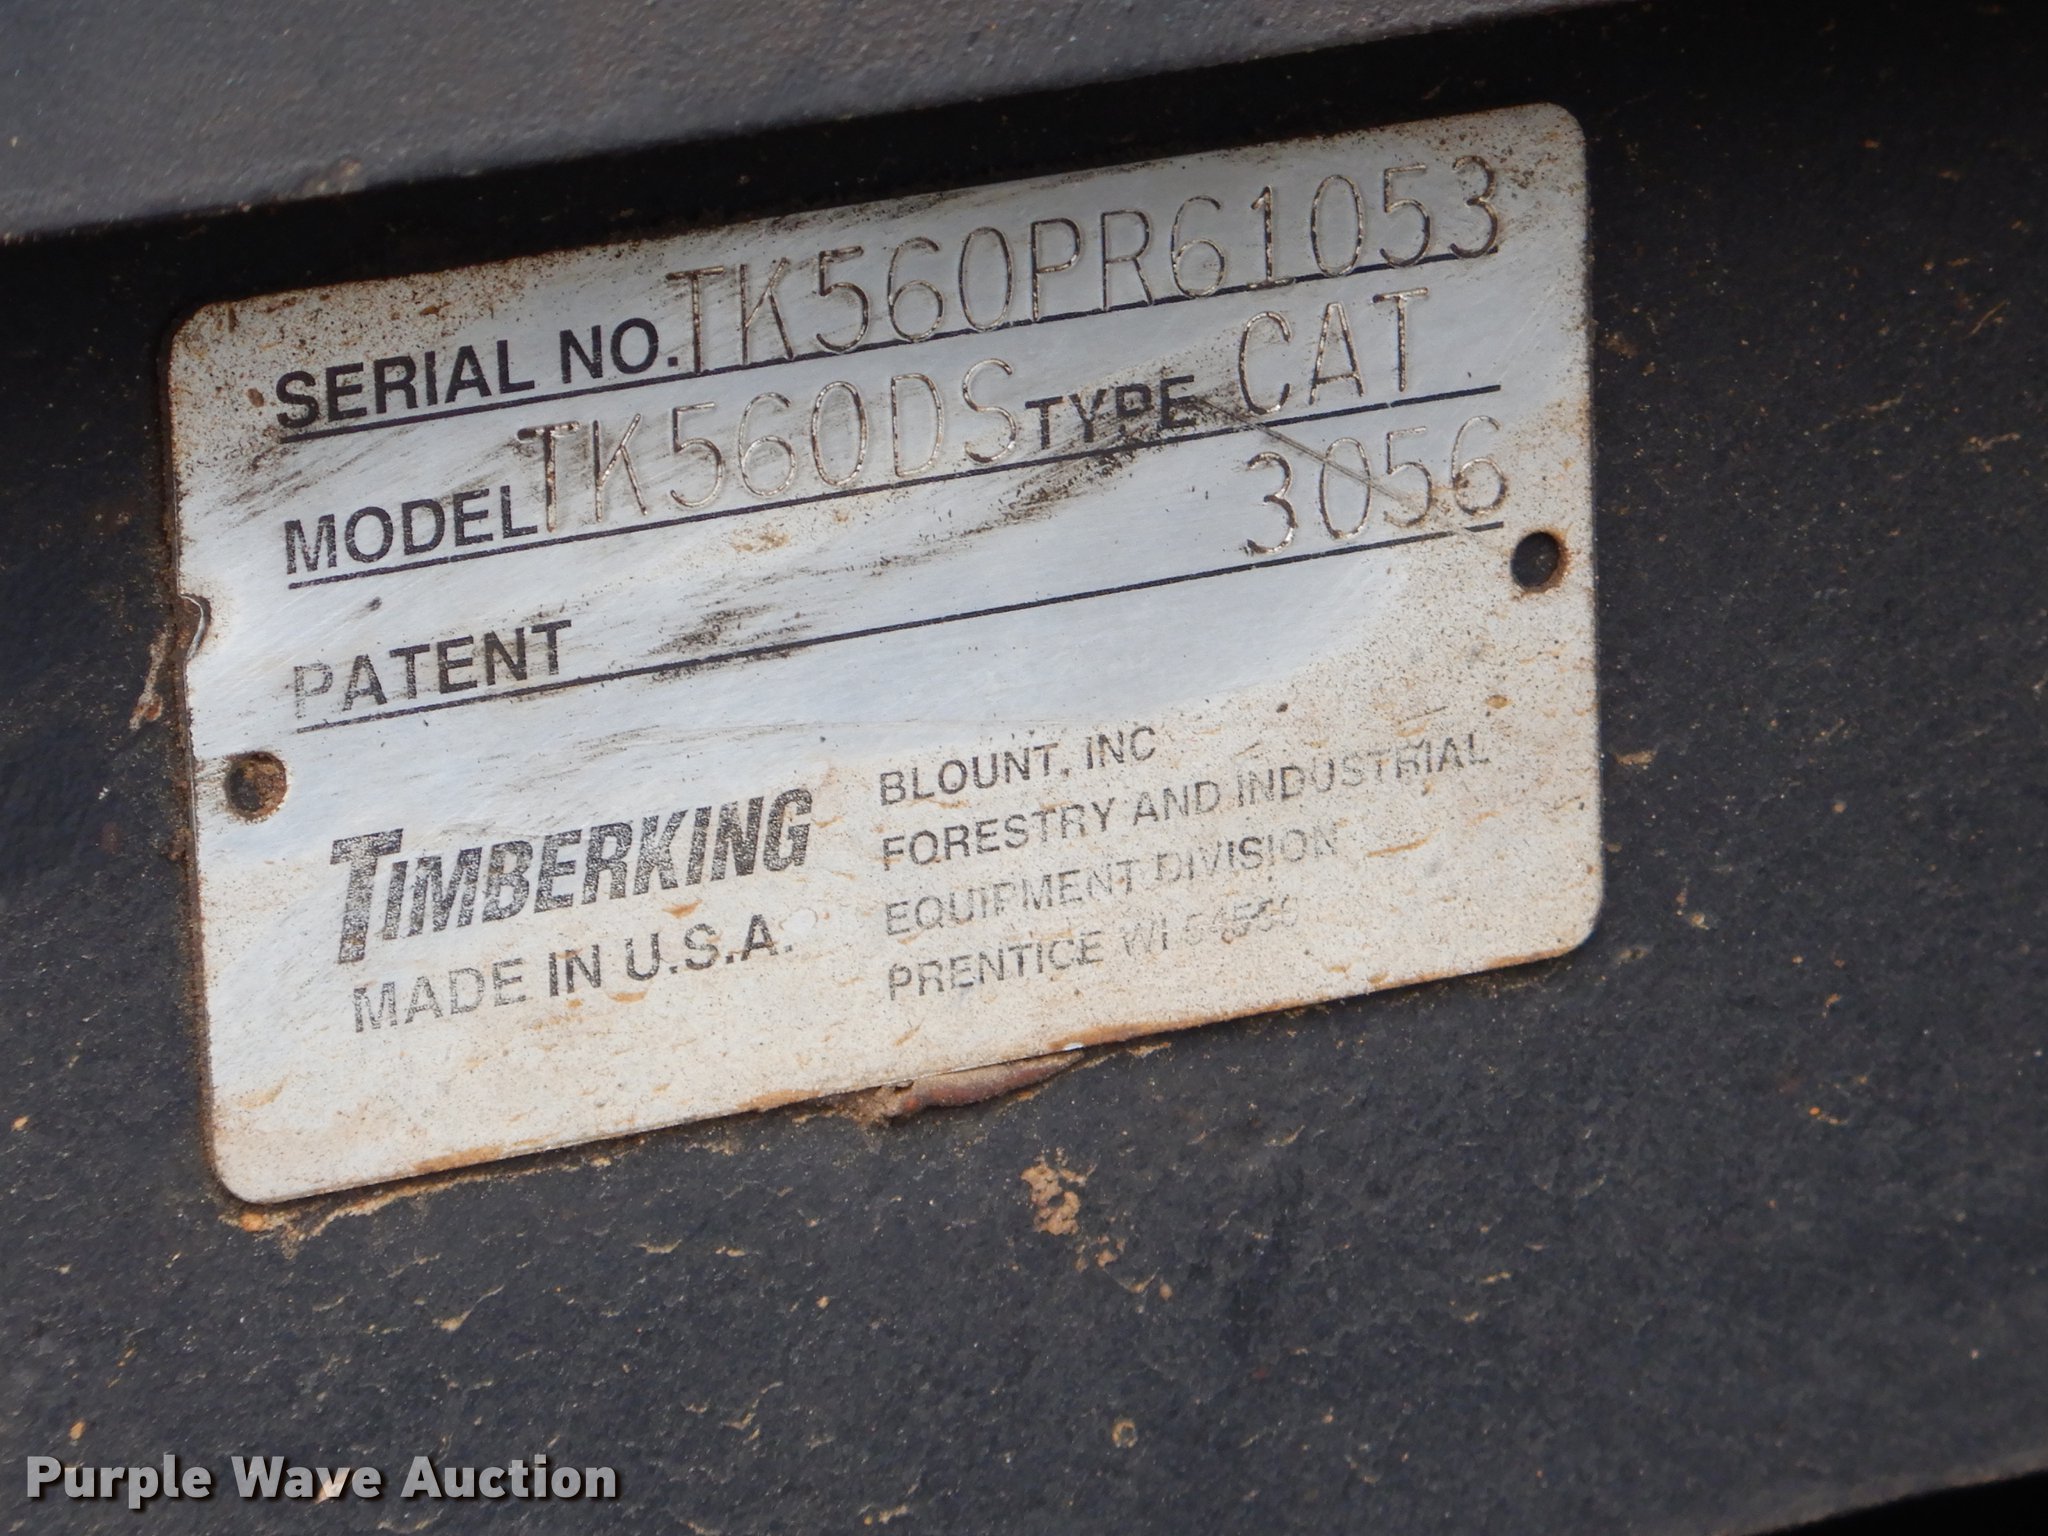 SERIAL NO. TK560PR61053
MODEL TK560DS TYPE CAT
3056
PATENT
TIMBERKING
MADE IN U.S.A.
BLOUNT, INC
FORESTRY AND INDUSTRIAL
EQUIPMENT DIVISION
PRENTICE WI
Purple Wave Auction